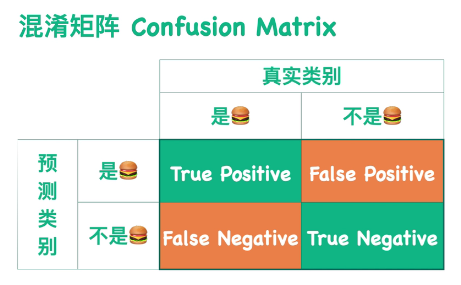 混淆矩阵 Confusion Matrix
真实类别
是🍔 不是🍔
预测类别
是🍔 True Positive False Positive
不是🍔 False Negative True Negative